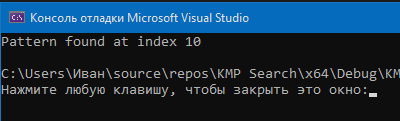 Консоль отладки Microsoft Visual Studio
Pattern found at index 10
C:\Users\Иван\source\repos\KMP Search\x64\Debug\KM
Нажмите любую клавишу, чтобы закрыть это окно: